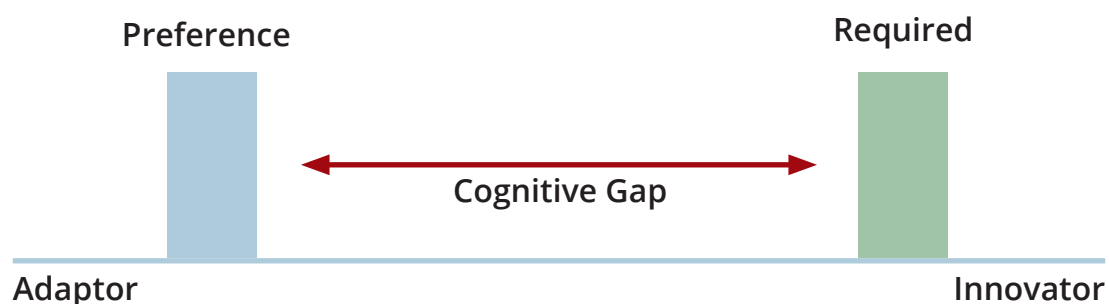 Preference
Required
Cognitive Gap
Adaptor
Innovator